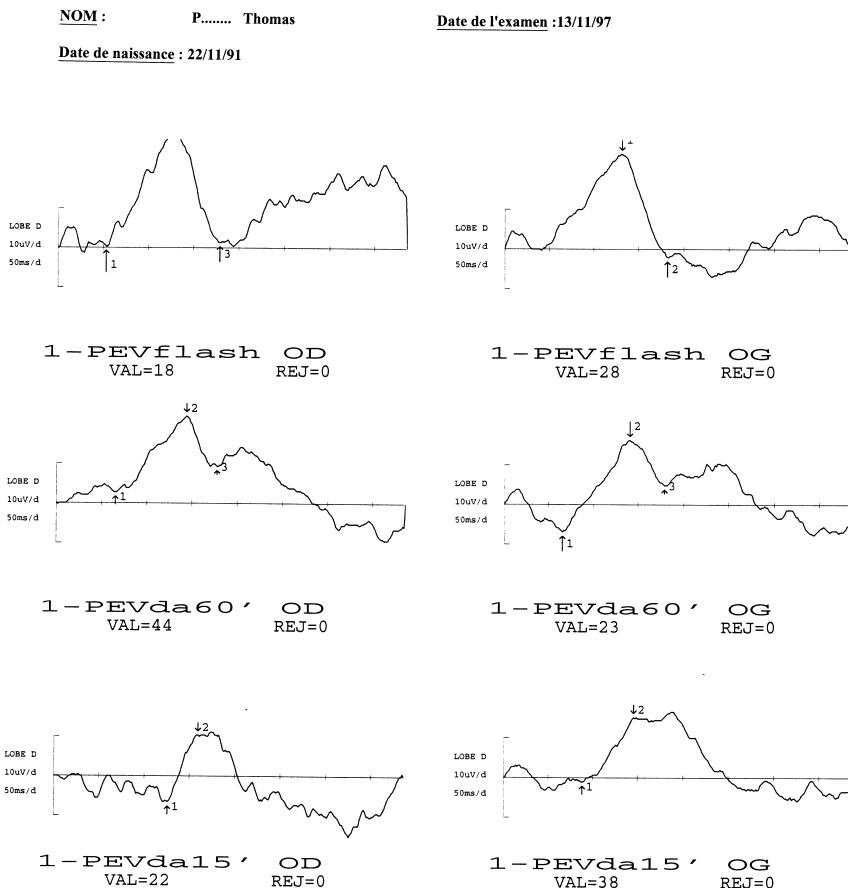 NOM : P........ Thomas Date de l'examen :13/11/97
Date de naissance : 22/11/91
1
LOBE D
10uV/d
50ms/d
1 3
LOBE D
10uV/d
50ms/d
2
1-PEVflash OD
VAL=18 REJ=0
1-PEVflash OG
VAL=28 REJ=0
2
LOBE D
10uV/d
50ms/d
1 3
2
LOBE D
10uV/d
50ms/d
1 3
1-PEVda60' OD
VAL=44 REJ=0
1-PEVda60' OG
VAL=23 REJ=0
2
LOBE D
10uV/d
50ms/d
1
2
LOBE D
10uV/d
50ms/d
1
1-PEVda15' OD
VAL=22 REJ=0
1-PEVda15' OG
VAL=38 REJ=0